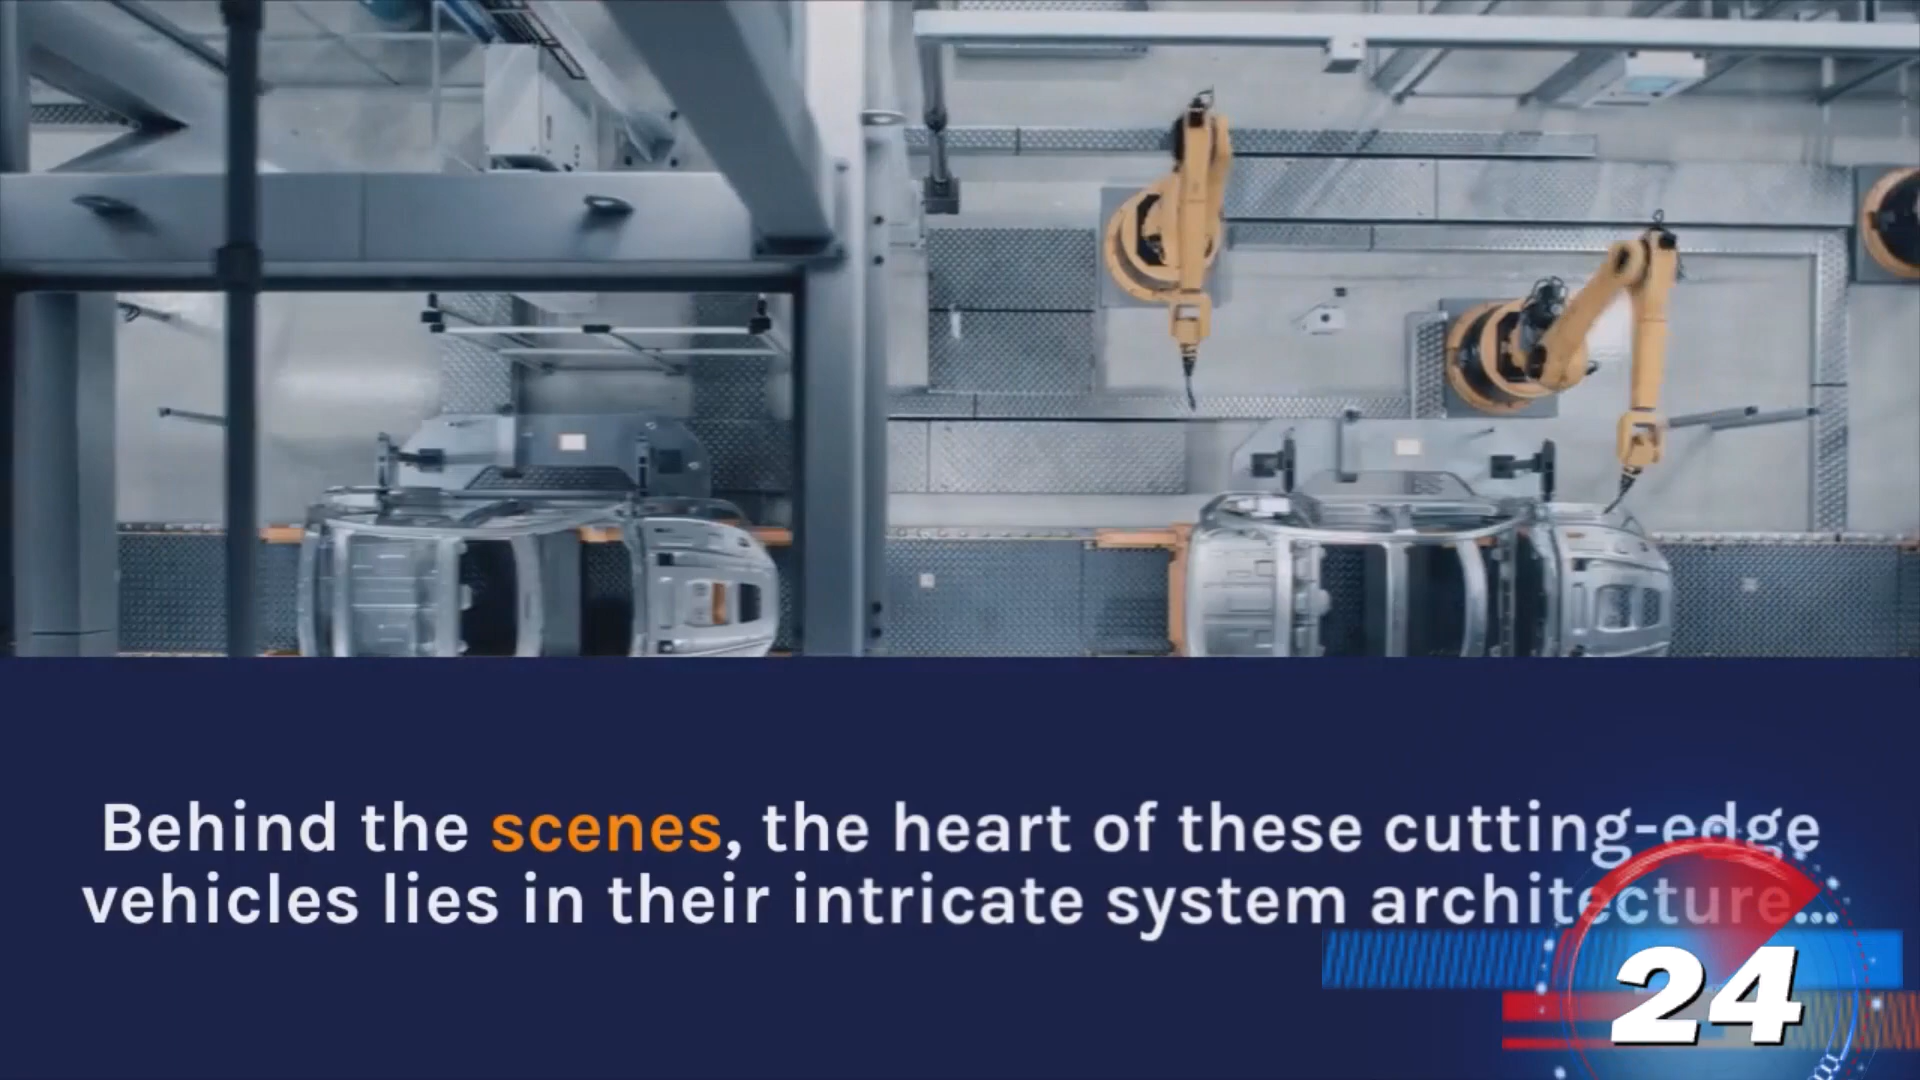 Behind the scenes, the heart of these cutting-edge
vehicles lies in their intricate system architecture...
24